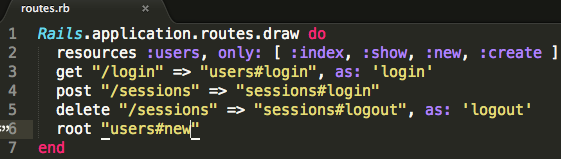 routes.rb ×
1 Rails.application.routes.draw do
2 resources :users, only: [ :index, :show, :new, :create ]
3 get "/login" => "users#login", as: 'login'
4 post "/sessions" => "sessions#login"
5 delete "/sessions" => "sessions#logout", as: 'logout'
6 root "users#new"
7 end